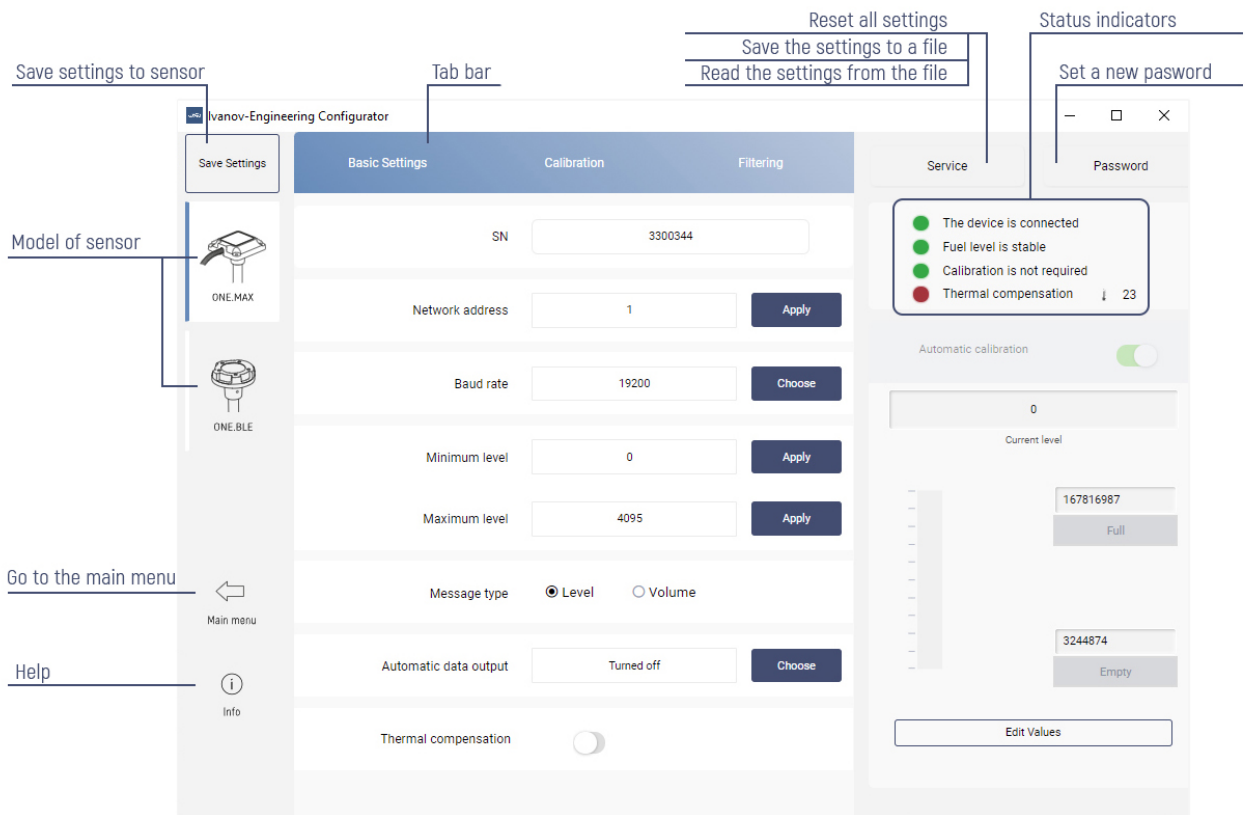 Reset all settings
Status indicators
Save the settings to a file
Save settings to sensor
Tab bar
Read the settings from the file
Set a new pasword
Ivanov-Engineering Configurator
Save Settings
Basic Settings
Calibration
Filtering
Service
Password
Model of sensor
ONE.MAX
ONE.BLE
SN
3300344
The device is connected
Fuel level is stable
Calibration is not required
Thermal compensation 23
Network address
1
Apply
Automatic calibration
Baud rate
19200
Choose
0
Current level
Minimum level
0
Apply
Maximum level
4095
Apply
167816987
Full
Go to the main menu
Main menu
Message type
Level
Volume
Help
Info
Automatic data output
Turned off
Choose
3244874
Empty
Thermal compensation
Edit Values